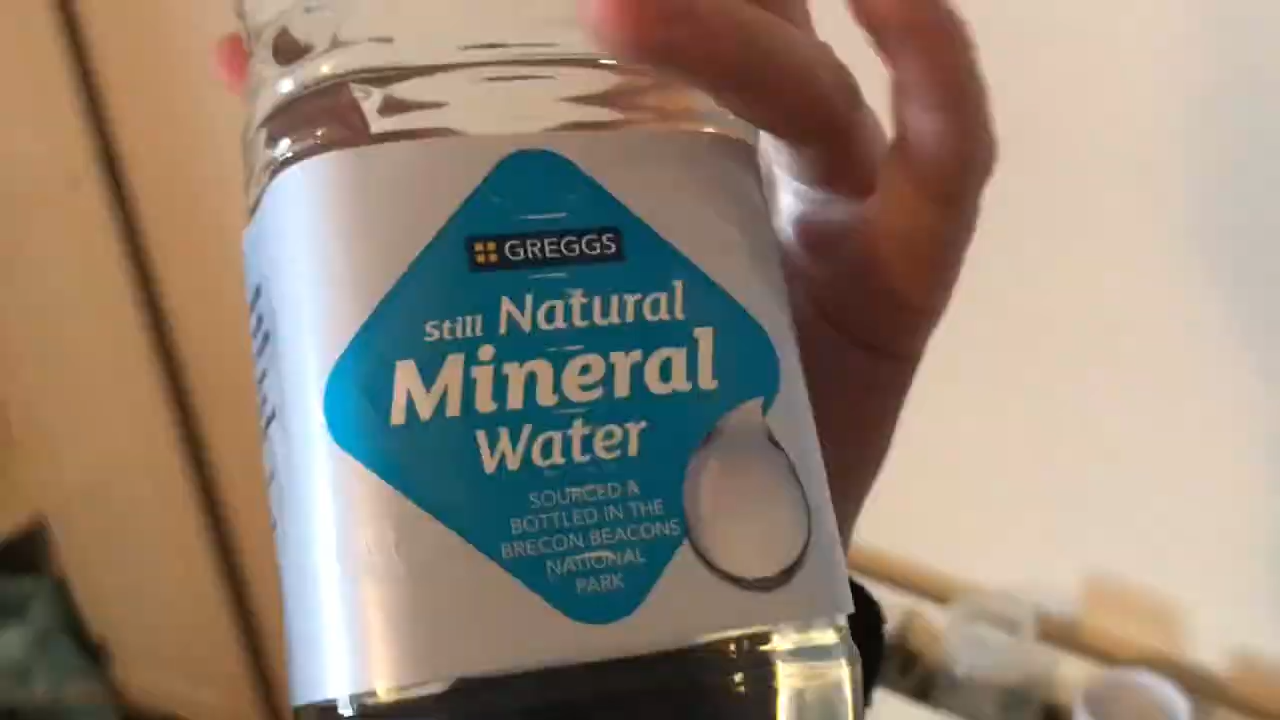 GREGGS
Still Natural
Mineral
Water
SOURCED &
BOTTLED IN THE
BRECON BEACONS
NATIONAL
PARK